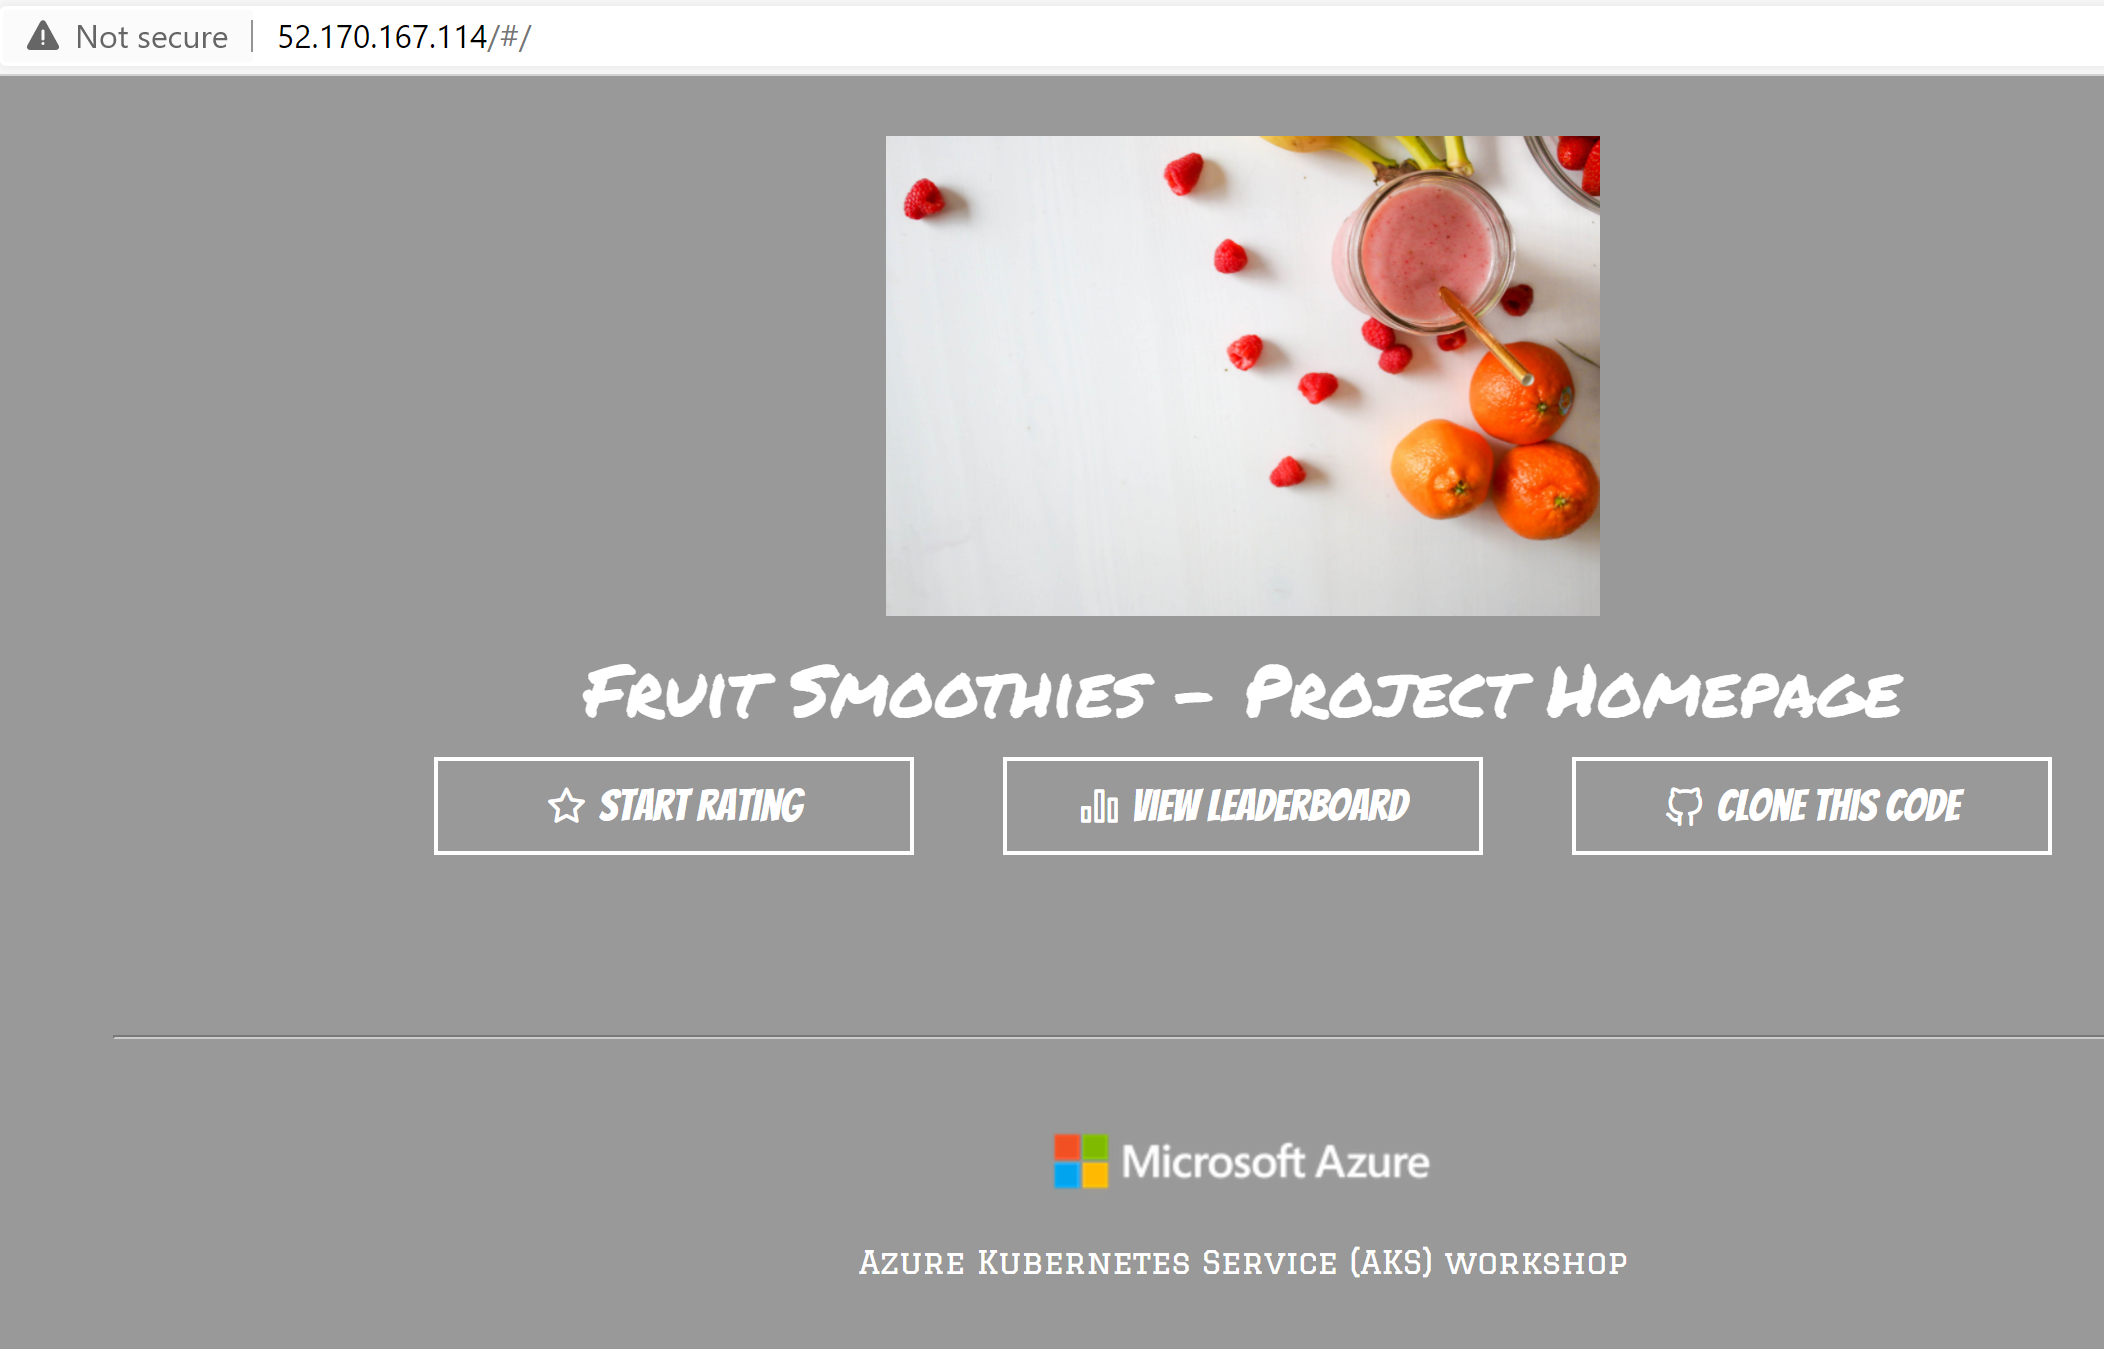 Not secure 52.170.167.114/#/
Fruit Smoothies - Project Homepage
START RATING
VIEW LEADERBOARD
CLONE THIS CODE
Microsoft Azure
Azure Kubernetes Service (AKS) workshop